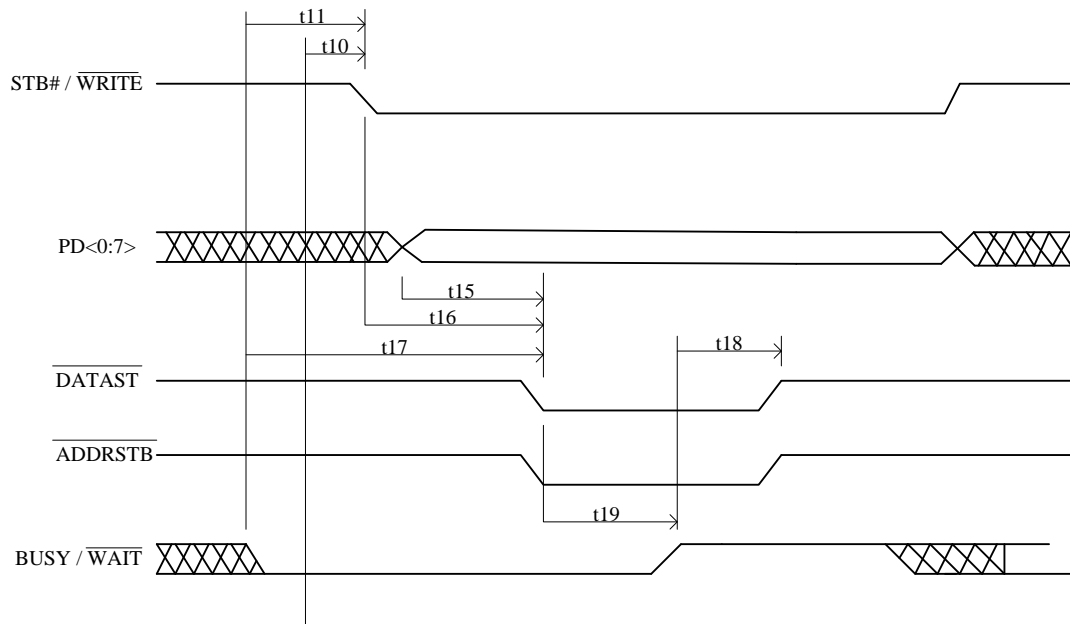 t11
t10
STB# / WRITE
PD<0:7>
t15
t16
t17
t18
DATAST
ADDRSTB
t19
BUSY / WAIT